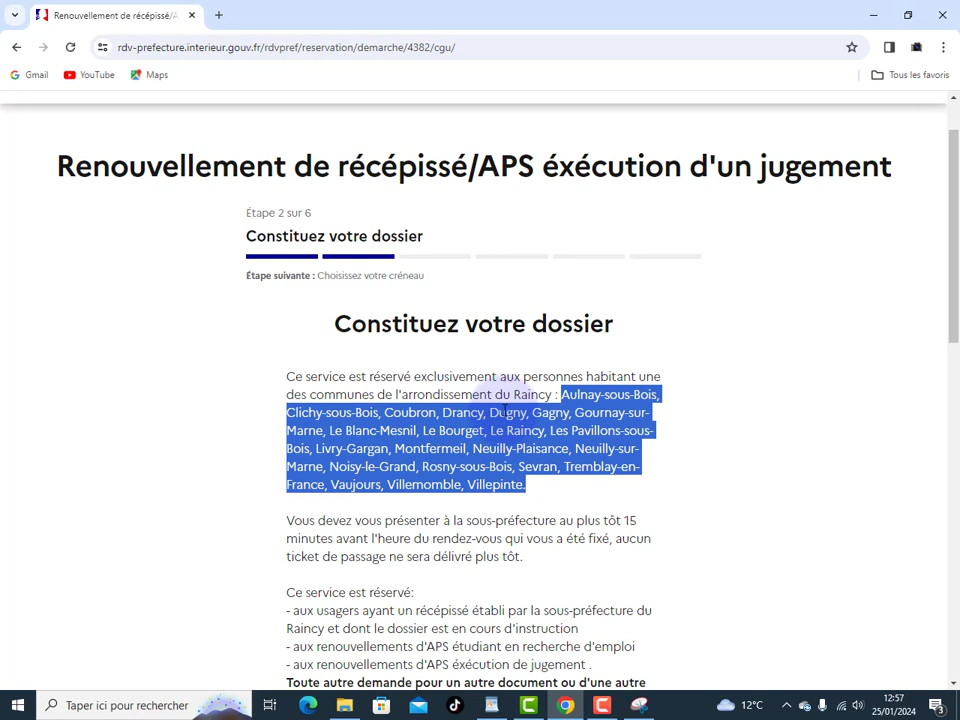 Renouvellement de récépissé/A
rdv-prefecture.interieur.gouv.fr/rdvpref/reservation/demarche/4382/cgu/
Gmail
YouTube
Maps
Tous les favoris
Renouvellement de récépissé/APS éxécution d'un jugement
Étape 2 sur 6
Constituez votre dossier
Étape suivante : Choisissez votre créneau
Constituez votre dossier
Ce service est réservé exclusivement aux personnes habitant une
des communes de l'arrondissement du Raincy : Aulnay-sous-Bois,
Clichy-sous-Bois, Coubron, Drancy, Dugny, Gagny, Gournay-sur-
Marne, Le Blanc-Mesnil, Le Bourget, Le Raincy, Les Pavillons-sous-
Bois, Livry-Gargan, Montfermeil, Neuilly-Plaisance, Neuilly-sur-
Marne, Noisy-le-Grand, Rosny-sous-Bois, Sevran, Tremblay-en-
France, Vaujours, Villemomble, Villepinte.
Vous devez vous présenter à la sous-préfecture au plus tôt 15
minutes avant l'heure du rendez-vous qui vous a été fixé, aucun
ticket de passage ne sera délivré plus tôt.
Ce service est réservé:
- aux usagers ayant un récépissé établi par la sous-préfecture du
Raincy et dont le dossier est en cours d'instruction
- aux renouvellements d'APS étudiant en recherche d'emploi
- aux renouvellements d'APS éxécution de jugement .
Toute autre demande pour un autre document ou d'une autre
Taper ici pour rechercher
12°C
12:57
25/01/2024
3